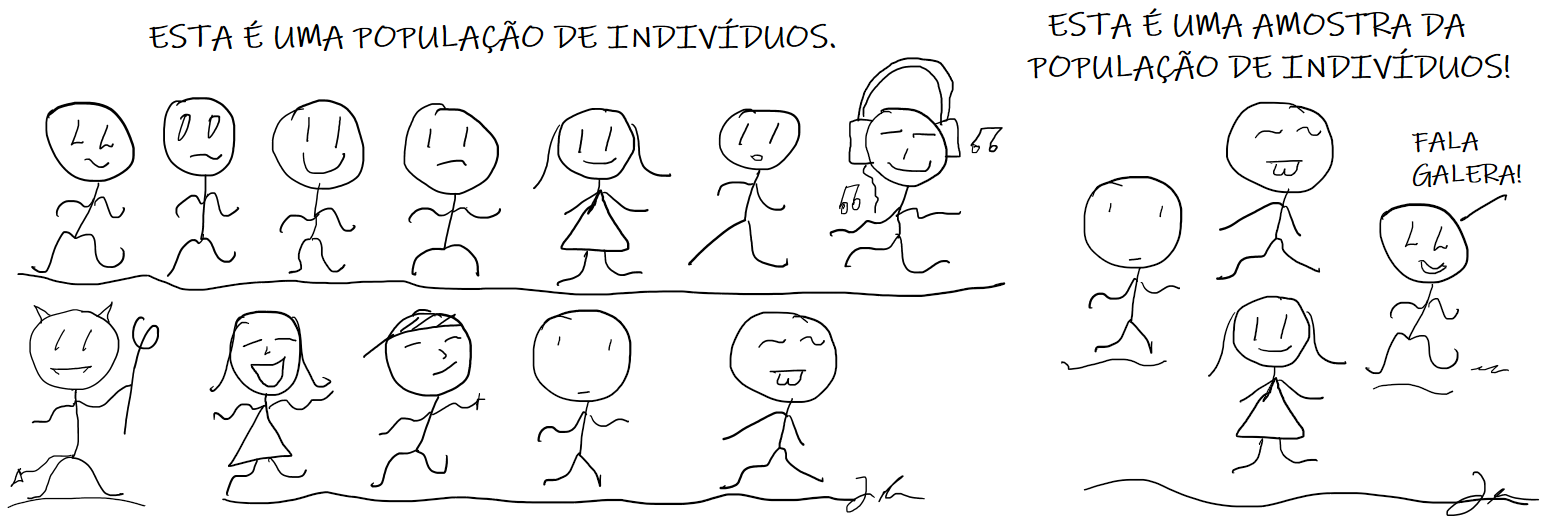 ESTA É UMA POPULAÇÃO DE INDIVÍDUOS.
ESTA É UMA AMOSTRA DA
POPULAÇÃO DE INDIVÍDUOS!
FALA
GALERA!